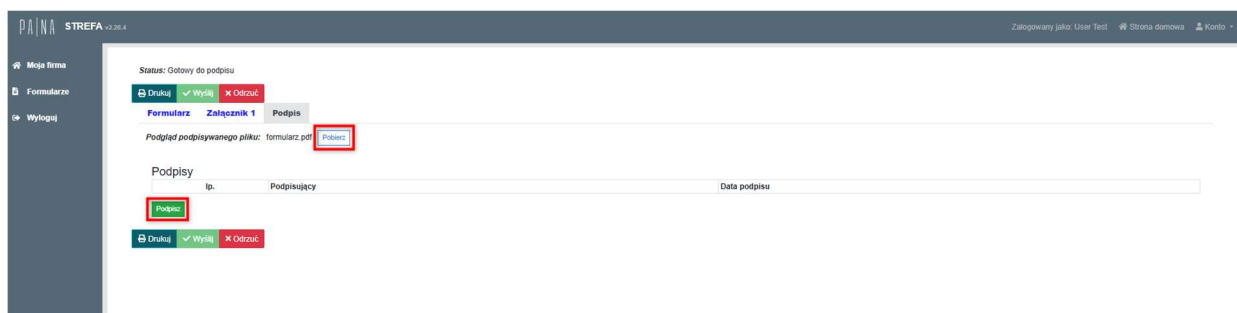 PAINA STREFA v2.26.4 Zalogowany jako: User Test Strona domowa Konto
Moja firma
Formularze
Wyloguj
Status: Gotowy do podpisu
Drukuj Wyślij Odrzuć
Formularz Załącznik 1 Podpis
Podgląd podpisywanego pliku: formularz.pdf Pobierz
Podpisy
lp. Podpisujący Data podpisu
Podpisz
Drukuj Wyślij Odrzuć